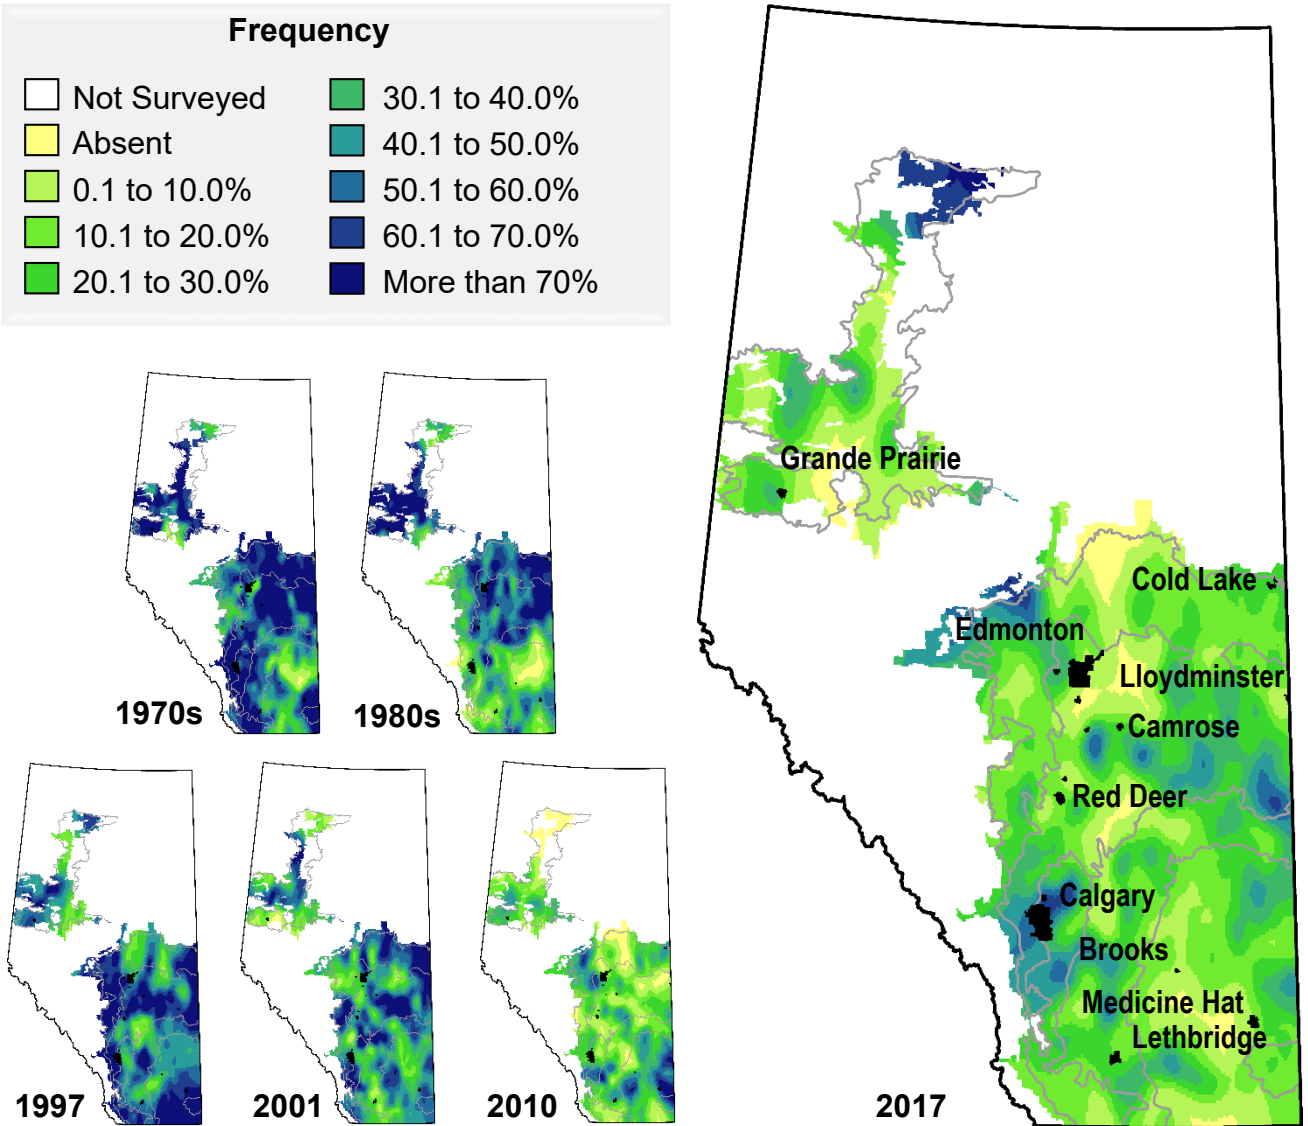 Frequency
Not Surveyed
Absent
0.1 to 10.0%
10.1 to 20.0%
20.1 to 30.0%
30.1 to 40.0%
40.1 to 50.0%
50.1 to 60.0%
60.1 to 70.0%
More than 70%
1970s
1980s
1997
2001
2010
2017
Grande Prairie
Cold Lake
Edmonton
Lloydminster
Camrose
Red Deer
Calgary
Brooks
Medicine Hat
Lethbridge